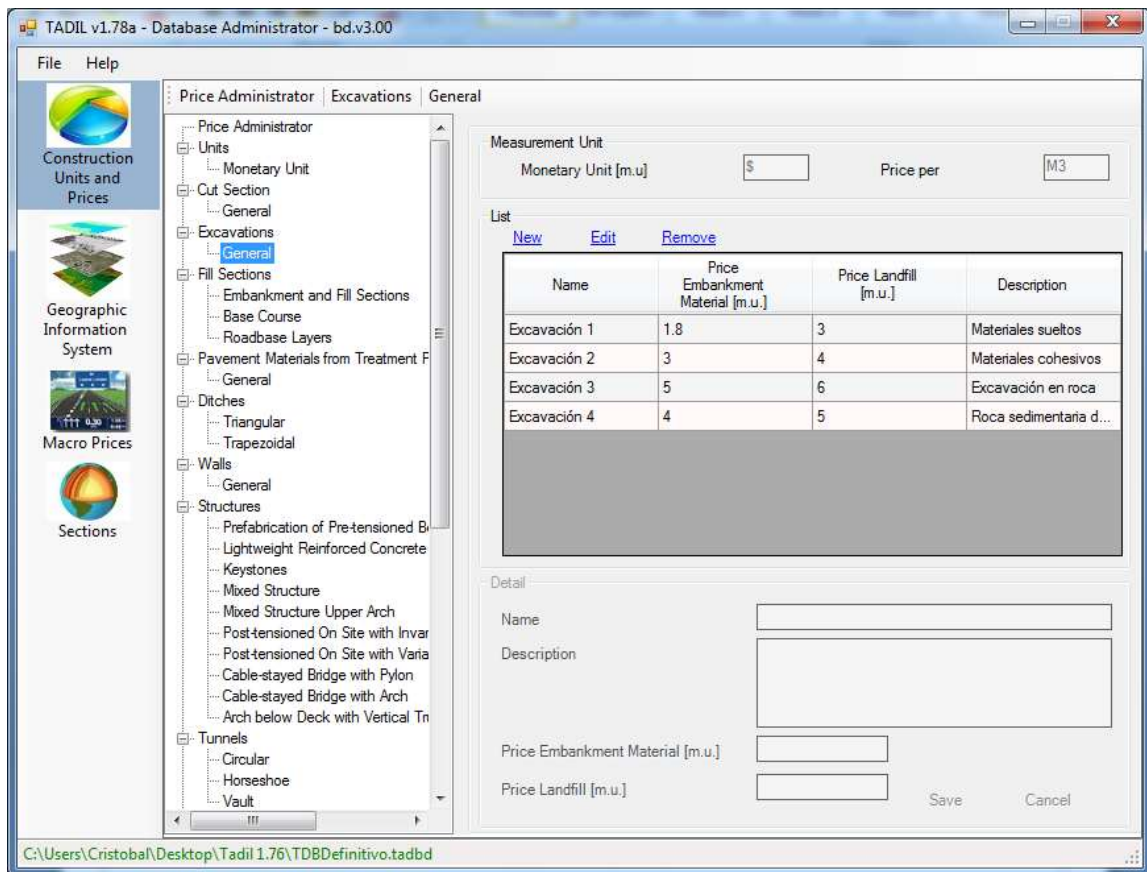 TADIL v1.78a - Database Administrator - bd.v3.00
File Help
Construction
Units and
Prices
Geographic
Information
System
Macro Prices
Sections
Price Administrator Excavations General
Price Administrator
Units
Monetary Unit
Cut Section
General
Excavations
General
Fill Sections
Embankment and Fill Sections
Base Course
Roadbase Layers
Pavement Materials from Treatment
General
Ditches
Triangular
Trapezoidal
Walls
General
Structures
Prefabrication of Pre-tensioned
Lightweight Reinforced Concrete
Keystones
Mixed Structure
Mixed Structure Upper Arch
Post-tensioned On Site with
Post-tensioned On Site with
Cable-stayed Bridge with Pylon
Cable-stayed Bridge with Arch
Arch below Deck with Vertical
Tunnels
Circular
Horseshoe
Vault
Measurement Unit
Monetary Unit [m.u] $ Price per M3
List
New Edit Remove
Name Price Embankment Material [m.u.] Price Landfill [m.u.] Description
Excavación 1 1.8 3 Materiales sueltos
Excavación 2 3 4 Materiales cohesivos
Excavación 3 5 6 Excavación en roca
Excavación 4 4 5 Roca sedimentaria d...
Detail
Name
Description
Price Embankment Material [m.u.]
Price Landfill [m.u.]
Save Cancel
C:\Users\Cristobal\Desktop\Tadil 1.76\TDBDefinitivo.tadbd